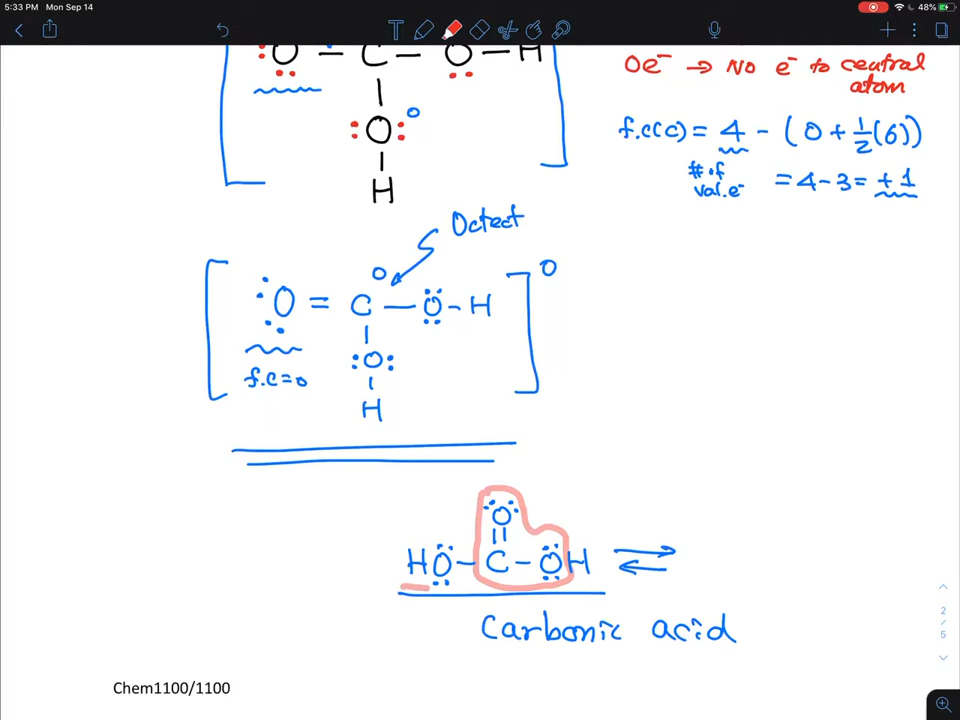 5:33 PM Mon Sep 14
48%
:O – C – O – H
O e⁻ → No e⁻ to central
atom
:O: o
f.c(c) = 4 - ( 0 + 1/2 (6))
H
# of
val.e⁻
= 4 - 3 = +1
Octect
o
o
:O = C – O – H
f.c = o
:O:
H
O
||
HO – C – OH ⇌
Carbonic acid
2
/
5
Chem1100/1100